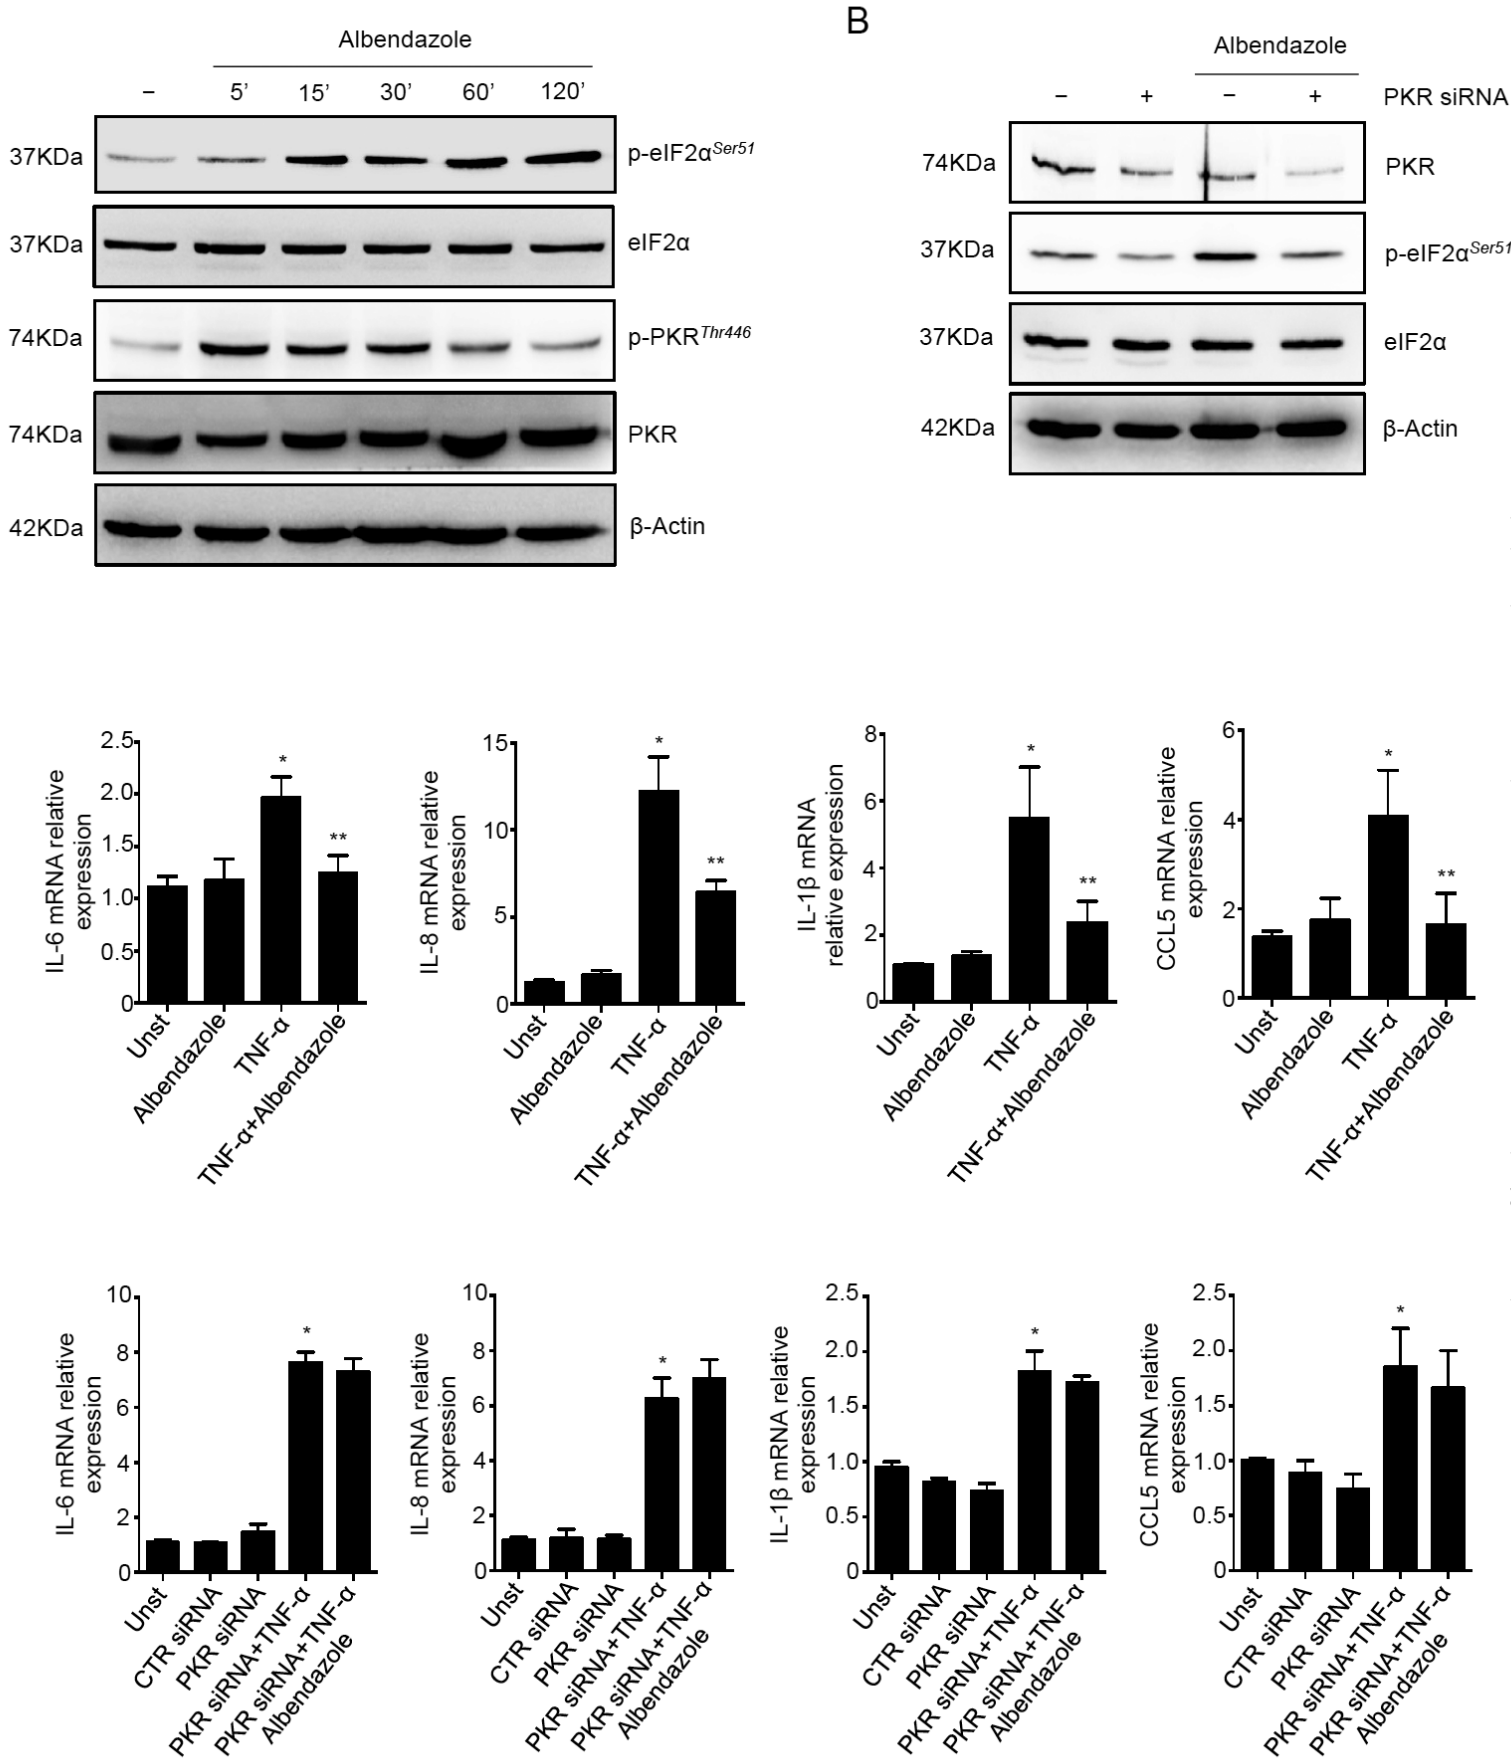 B
Albendazole
– 5’ 15’ 30’ 60’ 120’
37KDa p-eIF2αSer51
37KDa eIF2α
74KDa p-PKRThr446
74KDa PKR
42KDa β-Actin
Albendazole
– + – + PKR siRNA
74KDa PKR
37KDa p-eIF2αSer51
37KDa eIF2α
42KDa β-Actin
IL-6 mRNA relative
expression
2.5
2.0
1.5
1.0
0.5
0
*
**
Unst
Albendazole
TNF-α
TNF-α+Albendazole
IL-8 mRNA relative
expression
15
10
5
0
*
**
Unst
Albendazole
TNF-α
TNF-α+Albendazole
IL-1β mRNA
relative expression
8
6
4
2
0
*
**
Unst
Albendazole
TNF-α
TNF-α+Albendazole
CCL5 mRNA relative
expression
6
4
2
0
*
**
Unst
Albendazole
TNF-α
TNF-α+Albendazole
IL-6 mRNA relative
expression
10
8
6
4
2
0
*
Unst
CTR siRNA
PKR siRNA
PKR siRNA+TNF-α
PKR siRNA+TNF-α
Albendazole
IL-8 mRNA relative
expression
10
8
6
4
2
0
*
Unst
CTR siRNA
PKR siRNA
PKR siRNA+TNF-α
PKR siRNA+TNF-α
Albendazole
IL-1β mRNA relative
expression
2.5
2.0
1.5
1.0
0.5
0
*
Unst
CTR siRNA
PKR siRNA
PKR siRNA+TNF-α
PKR siRNA+TNF-α
Albendazole
CCL5 mRNA relative
expression
2.5
2.0
1.5
1.0
0.5
0
*
Unst
CTR siRNA
PKR siRNA
PKR siRNA+TNF-α
PKR siRNA+TNF-α
Albendazole